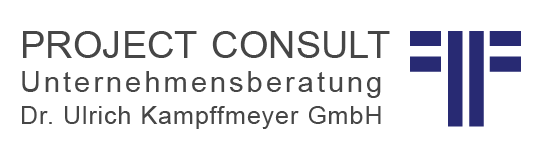 PROJECT CONSULT
Unternehmensberatung
Dr. Ulrich Kampffmeyer GmbH